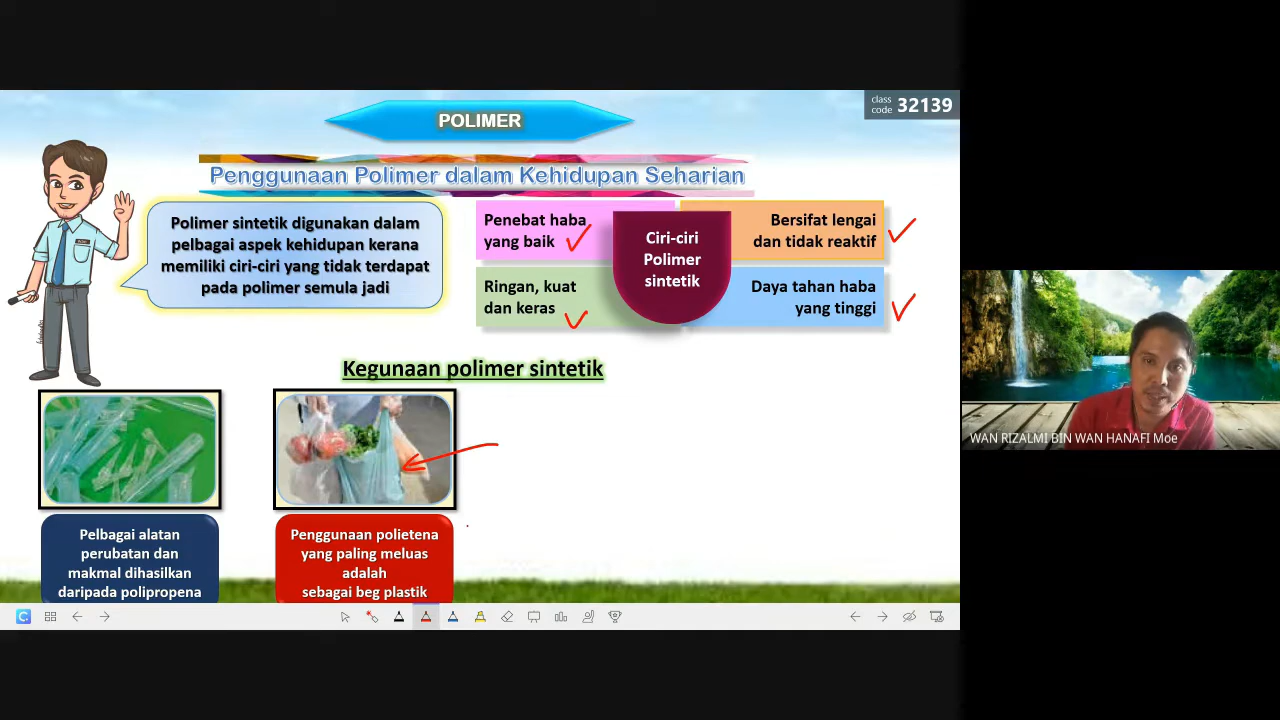 class
code 32139
POLIMER
Penggunaan Polimer dalam Kehidupan Seharian
Polimer sintetik digunakan dalam
pelbagai aspek kehidupan kerana
memiliki ciri-ciri yang tidak terdapat
pada polimer semula jadi
Penebat haba
yang baik
Ciri-ciri
Polimer
sintetik
Bersifat lengai
dan tidak reaktif
Ringan, kuat
dan keras
Daya tahan haba
yang tinggi
Kegunaan polimer sintetik
Pelbagai alatan
perubatan dan
makmal dihasilkan
daripada polipropena
Penggunaan polietena
yang paling meluas
adalah
sebagai beg plastik
WAN RIZALMI BIN WAN HANAFI Moe